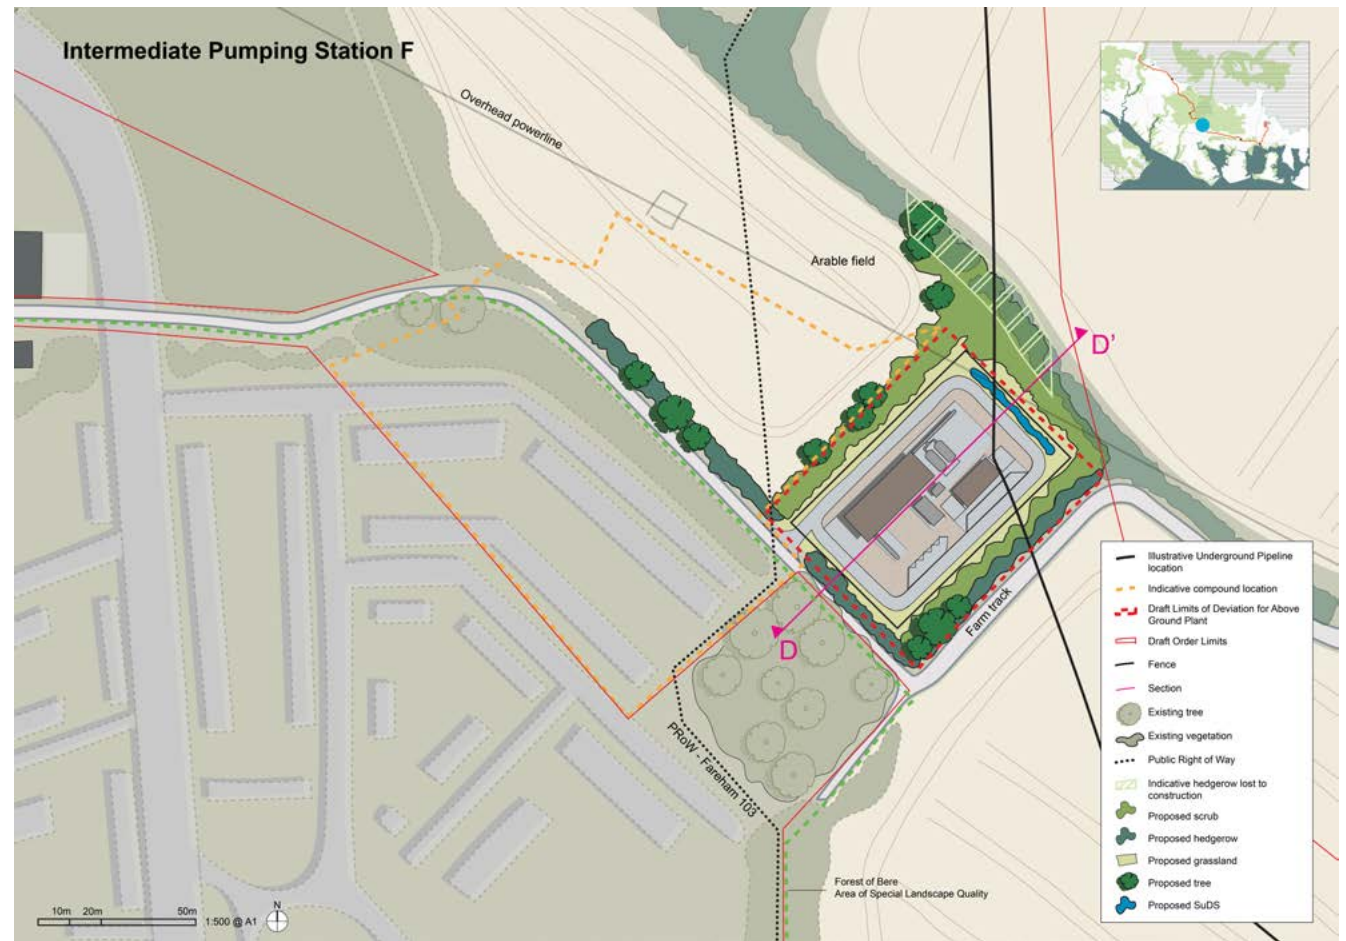 Intermediate Pumping Station F
Overhead powerline
Arable field
D'
D
Farm track
PRoW - Fareham 103
Forest of Bere
Area of Special Landscape Quality
Illustrative Underground Pipeline
location
Indicative compound location
Draft Limits of Deviation for Above
Ground Plant
Draft Order Limits
Fence
Section
Existing tree
Existing vegetation
Public Right of Way
Indicative hedgerow lost to
construction
Proposed scrub
Proposed hedgerow
Proposed grassland
Proposed tree
Proposed SuDS
10m 20m 50m
1:500 @ A1
N